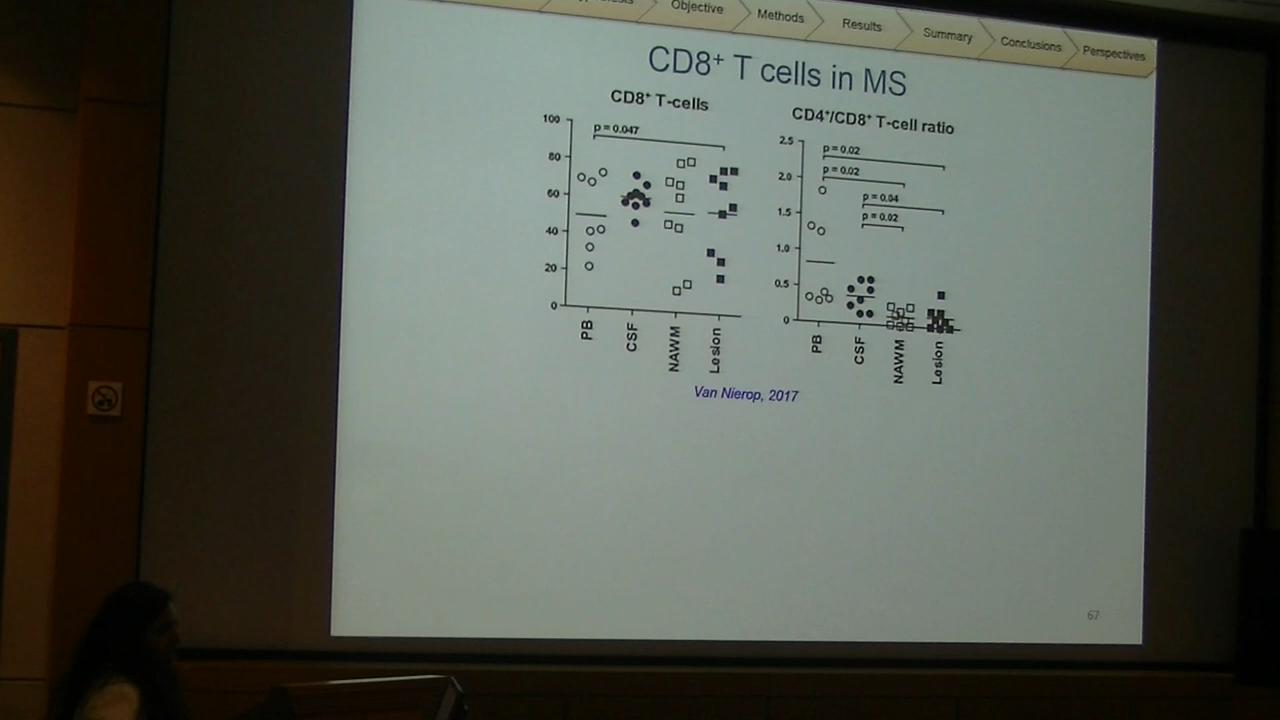 Objective
Methods
Results
Summary
Conclusions
Perspectives
CD8⁺ T cells in MS
CD8⁺ T-cells
100
80
60
40
20
0
p = 0.047
PB
CSF
NAWM
Lesion
CD4⁺/CD8⁺ T-cell ratio
2.5
2.0
1.5
1.0
0.5
0
p = 0.02
p = 0.02
p = 0.04
p = 0.02
PB
CSF
NAWM
Lesion
Van Nierop, 2017
67